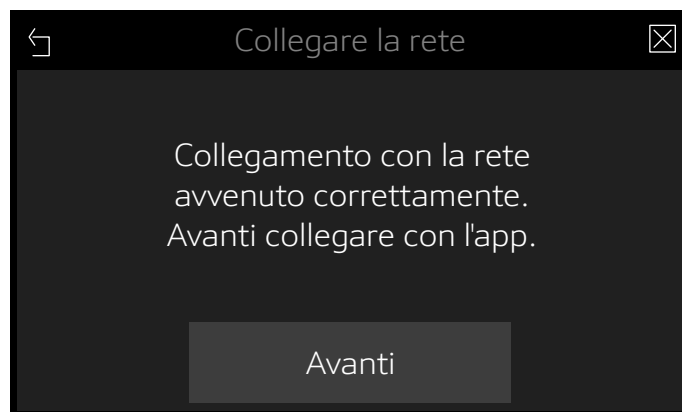 Collegare la rete
Collegamento con la rete
avvenuto correttamente.
Avanti collegare con l'app.
Avanti